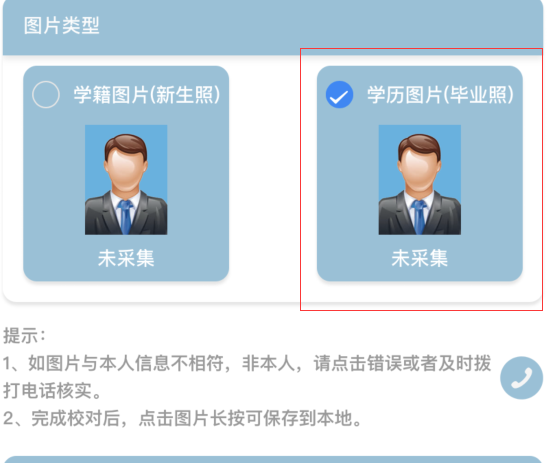 图片类型
学籍图片(新生照)
学历图片(毕业照)
未采集
未采集
提示：
1、如图片与本人信息不相符，非本人，请点击错误或者及时拨
打电话核实。
2、完成校对后，点击图片长按可保存到本地。